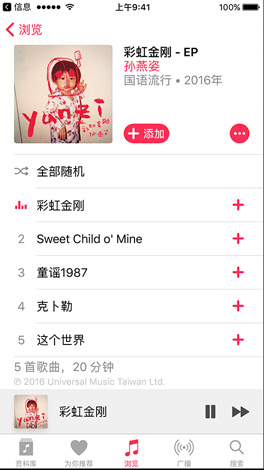 信息 上午9:41
浏览
彩虹金刚 - EP
孙燕姿
国语流行 • 2016年
添加
全部随机
彩虹金刚
2 Sweet Child o' Mine
3 童谣1987
4 克卜勒
5 这个世界
5 首歌曲，20 分钟
℗ 2016 Universal Music Taiwan Ltd.
彩虹金刚
资料库 为你推荐 浏览 广播 搜索